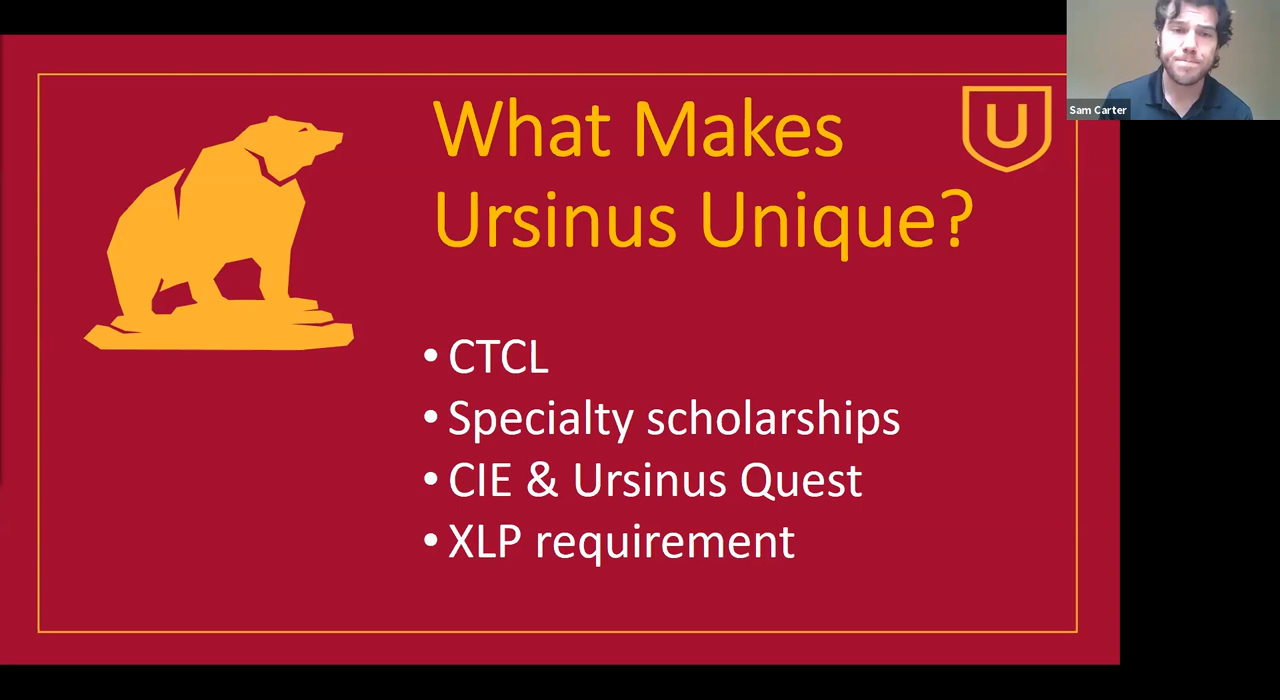 What Makes
Ursinus Unique?
U
Sam Carter
• CTCL
• Specialty scholarships
• CIE & Ursinus Quest
• XLP requirement